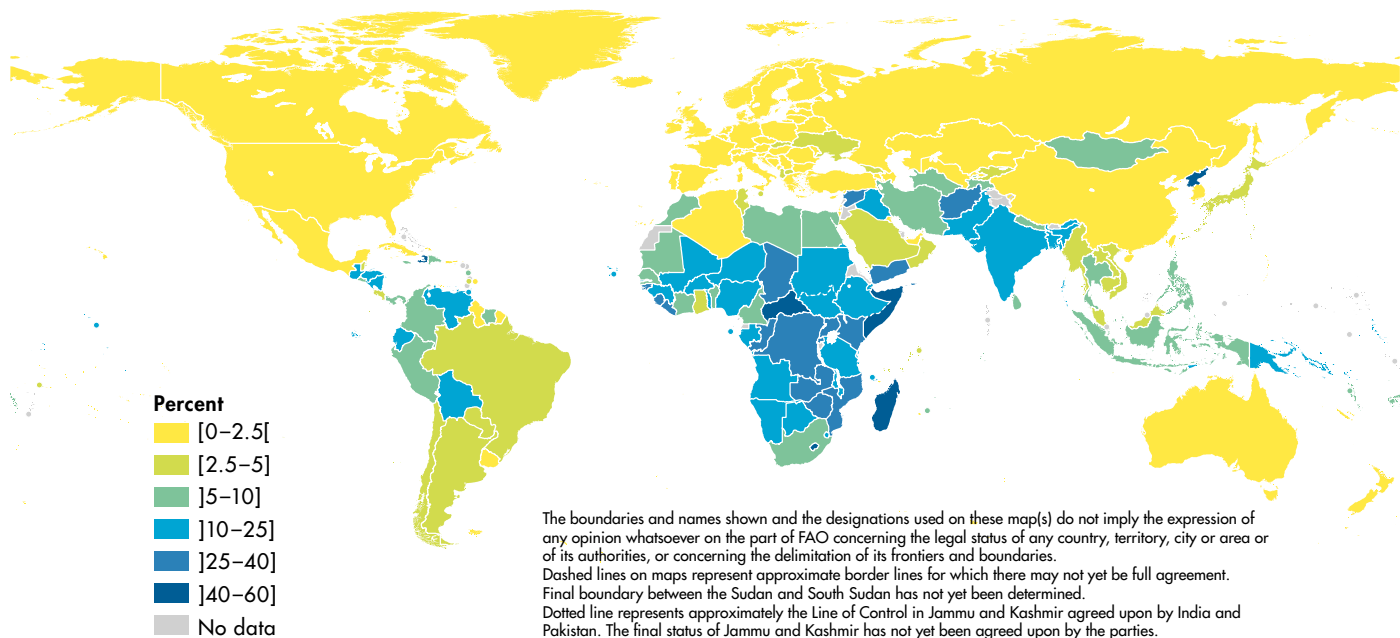 Percent
[0–2.5[
[2.5–5]
]5–10]
]10–25]
]25–40]
]40–60]
No data
The boundaries and names shown and the designations used on these map(s) do not imply the expression of
any opinion whatsoever on the part of FAO concerning the legal status of any country, territory, city or area or
of its authorities, or concerning the delimitation of its frontiers and boundaries.
Dashed lines on maps represent approximate border lines for which there may not yet be full agreement.
Final boundary between the Sudan and South Sudan has not yet been determined.
Dotted line represents approximately the Line of Control in Jammu and Kashmir agreed upon by India and
Pakistan. The final status of Jammu and Kashmir has not yet been agreed upon by the parties.